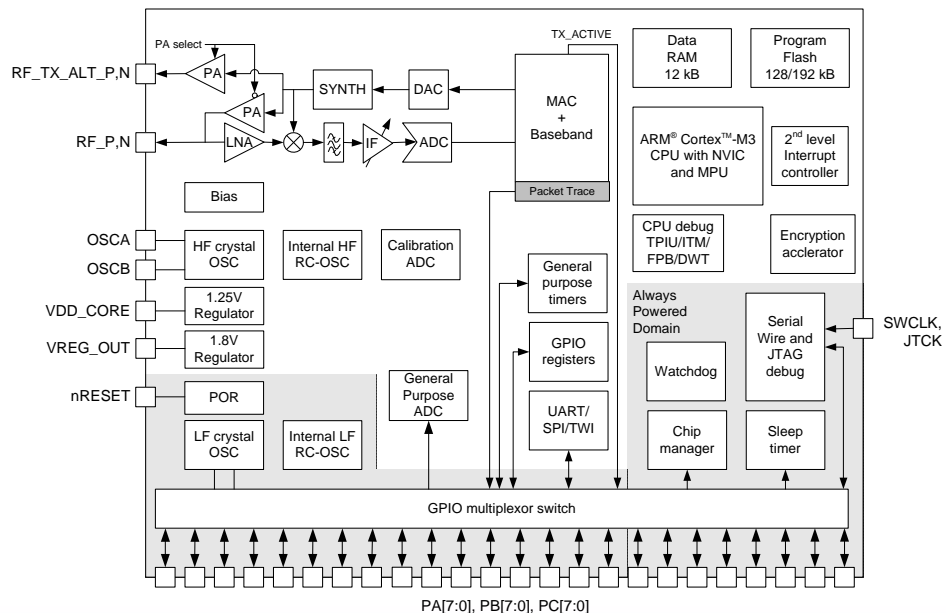 TX_ACTIVE
PA select
RF_TX_ALT_P,N
PA
SYNTH
DAC
MAC
+
Baseband
Data
RAM
12 kB
Program
Flash
128/192 kB
PA
RF_P,N
LNA
IF
ADC
ARM® Cortex™-M3
CPU with NVIC
and MPU
2nd level
Interrupt
controller
Packet Trace
Bias
OSCA
OSCB
HF crystal
OSC
Internal HF
RC-OSC
Calibration
ADC
CPU debug
TPIU/ITM/
FPB/DWT
Encryption
acclerator
General
purpose
timers
VDD_CORE
1.25V
Regulator
Always
Powered
Domain
Serial
Wire and
JTAG
debug
SWCLK,
JTCK
VREG_OUT
1.8V
Regulator
GPIO
registers
Watchdog
nRESET
POR
General
Purpose
ADC
UART/
SPI/TWI
LF crystal
OSC
Internal LF
RC-OSC
Chip
manager
Sleep
timer
GPIO multiplexor switch
PA[7:0], PB[7:0], PC[7:0]